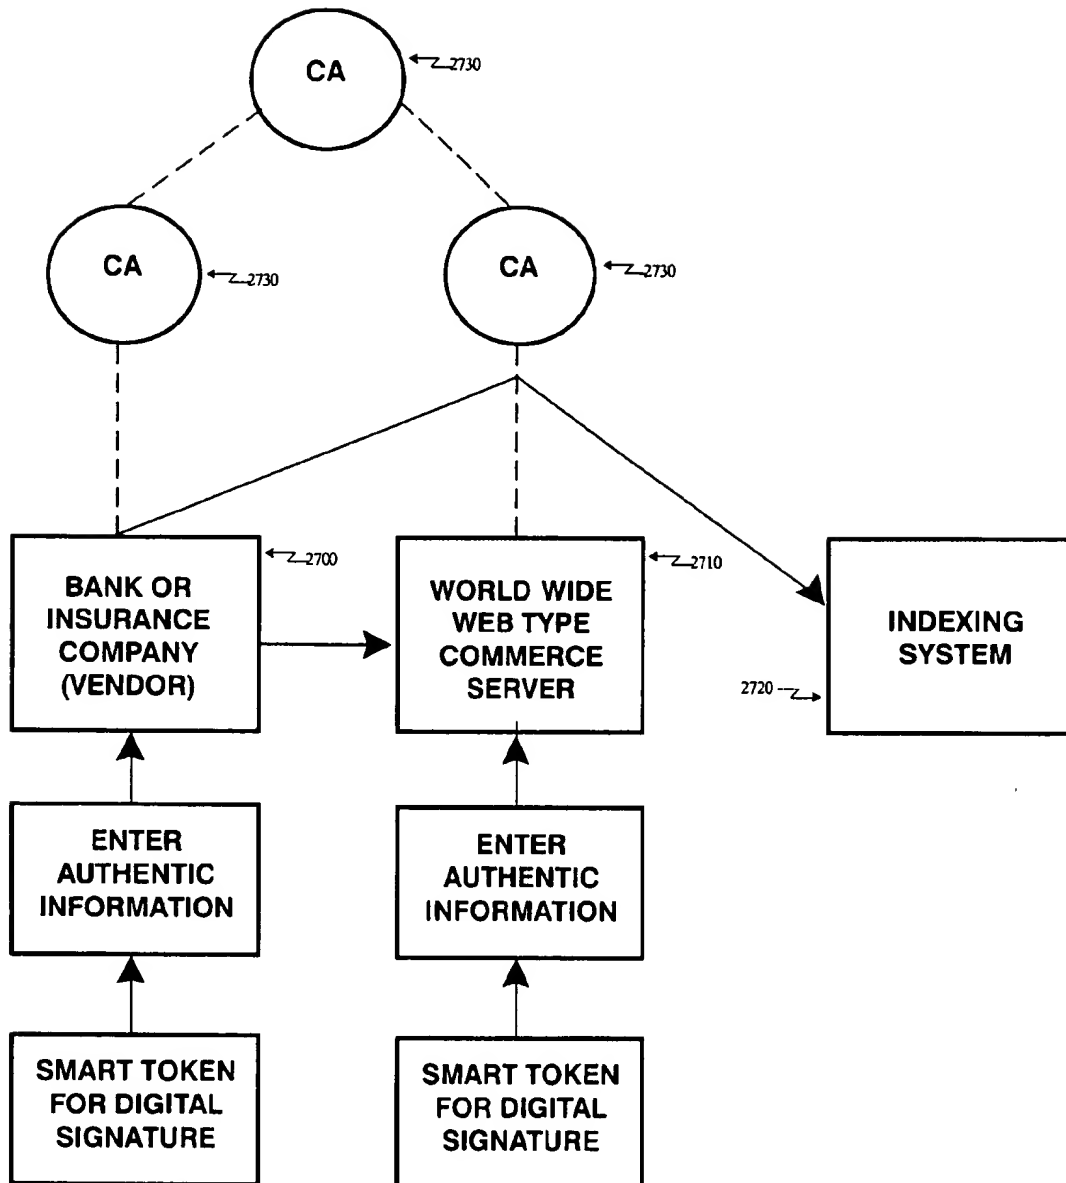 CA
2730
CA
2730
CA
2730
BANK OR
INSURANCE
COMPANY
(VENDOR)
2700
WORLD WIDE
WEB TYPE
COMMERCE
SERVER
2710
INDEXING
SYSTEM
2720
ENTER
AUTHENTIC
INFORMATION
ENTER
AUTHENTIC
INFORMATION
SMART TOKEN
FOR DIGITAL
SIGNATURE
SMART TOKEN
FOR DIGITAL
SIGNATURE